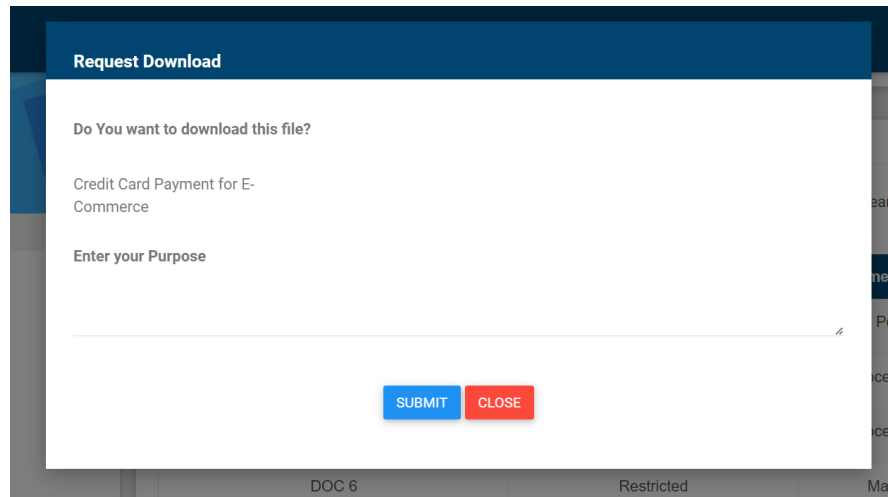 Request Download
Do You want to download this file?
Credit Card Payment for E-
Commerce
Enter your Purpose
SUBMIT CLOSE
DOC 6 Restricted